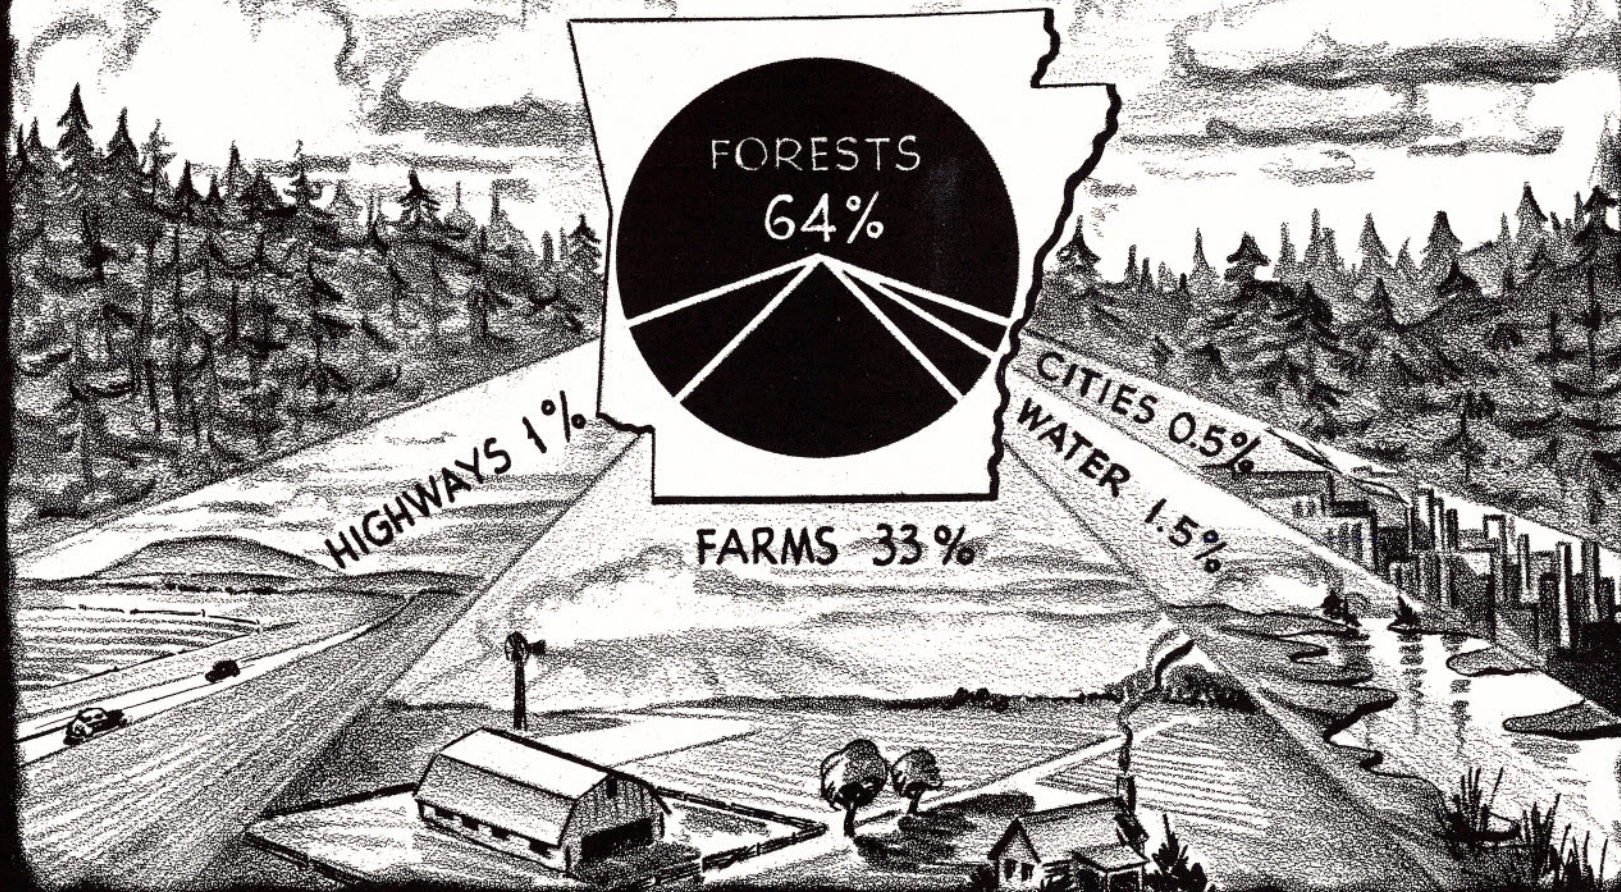 FORESTS
64%
HIGHWAYS 1%
FARMS 33%
WATER 1.5%
CITIES 0.5%